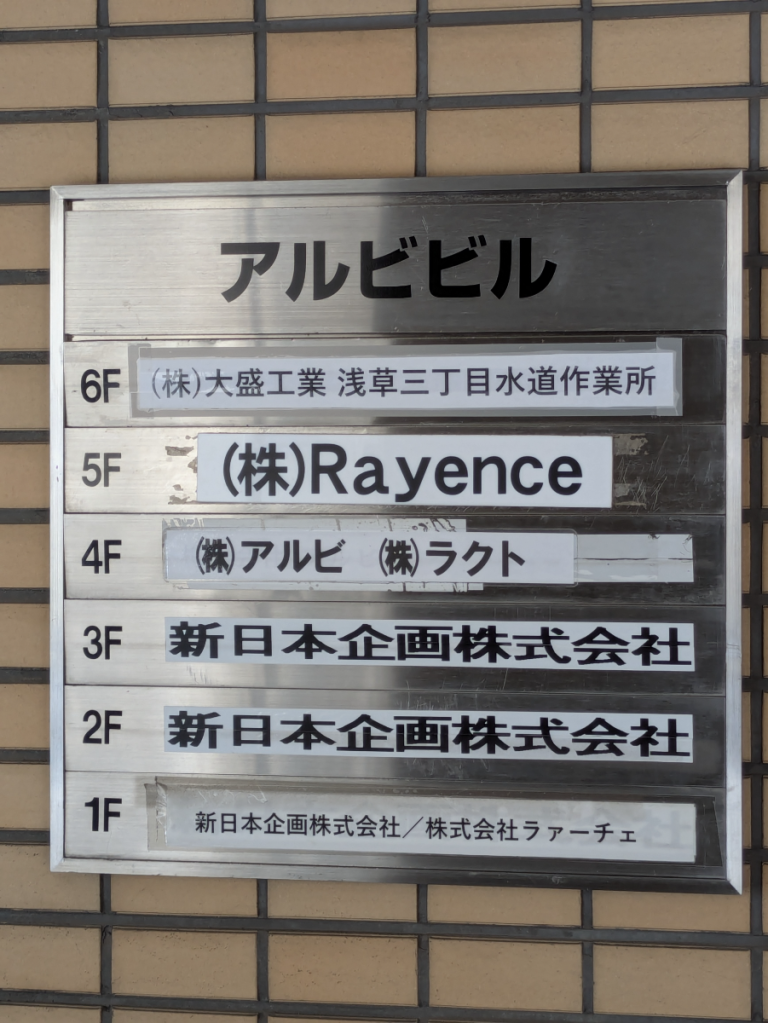 アルビビル
6F (株)大盛工業 浅草三丁目水道作業所
5F (株)Rayence
4F (株)アルビ (株)ラクト
3F 新日本企画株式会社
2F 新日本企画株式会社
1F 新日本企画株式会社／株式会社ラァーチェ